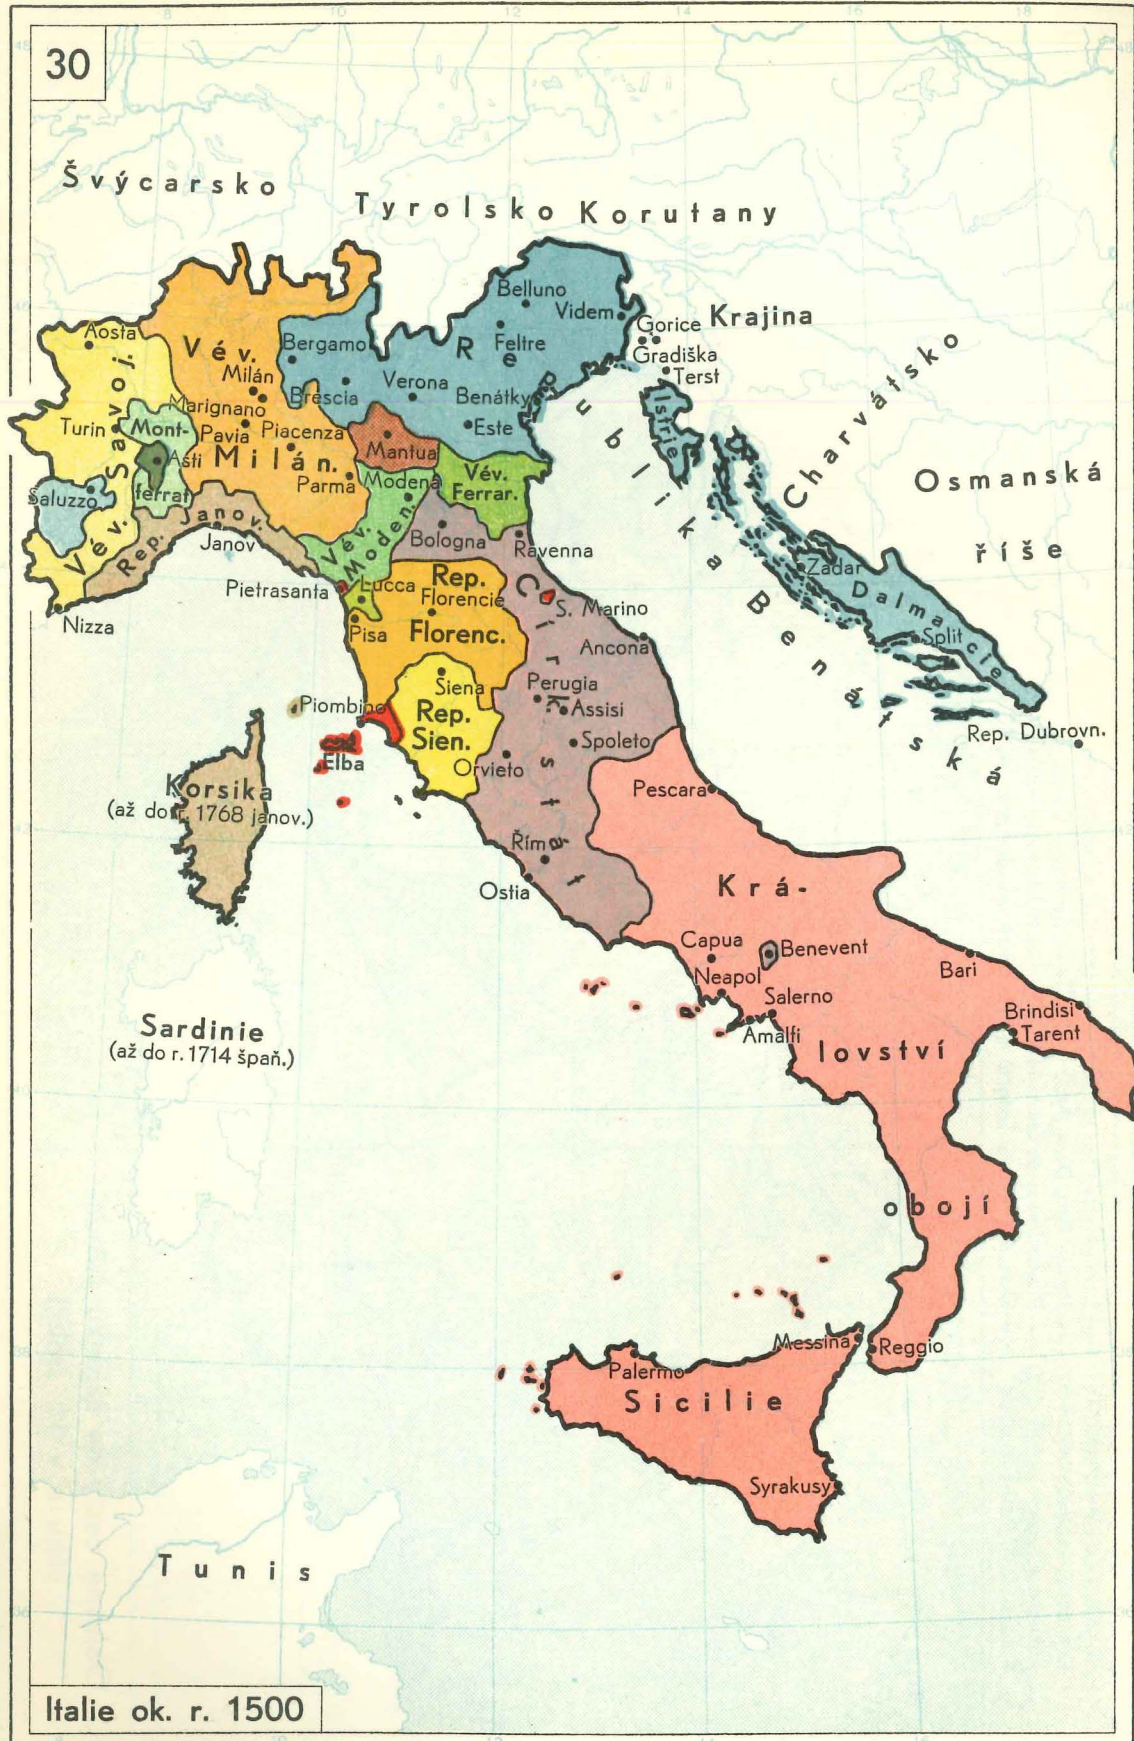 30
Švýcarsko
Tyrolsko Korutany
Krajina
Charvátsko
Osmanská
říše
Republika Benátská
Belluno
Videm
Feltre
Gorice
Gradiška
Terst
Istrie
Bergamo
Bréscia
Verona
Benátky
Este
Aosta
Vév. Savoj.
Turin
Vév.
Milán
Marignano
Pavia
Piacenza
Milán.
Parma
Mont-
ferrat
Asti
Saluzzo
Mantua
Modena
Vév.
Ferrar.
Vév.
Moden.
Rep. Janov.
Janov
Nizza
Bologna
Ravenna
Pietrasanta
Lucca
Rep.
Florencie
Florenc.
Pisa
S. Marino
Ancona
Círk. stát
Siena
Rep.
Sien.
Perugia
Assisi
Spoleto
Orvieto
Piombino
Elba
Řím
Ostia
Zadar
Dalmacie
Split
Rep. Dubrovn.
Korsika
(až do r. 1768 janov.)
Sardinie
(až do r. 1714 špaň.)
Pescara
Krá-
lovství
obojí
Sicilie
Capua
Benevent
Neapol
Salerno
Amalfi
Bari
Brindisi
Tarent
Messina
Reggio
Palermo
Syrakusy
Tunis
Italie ok. r. 1500